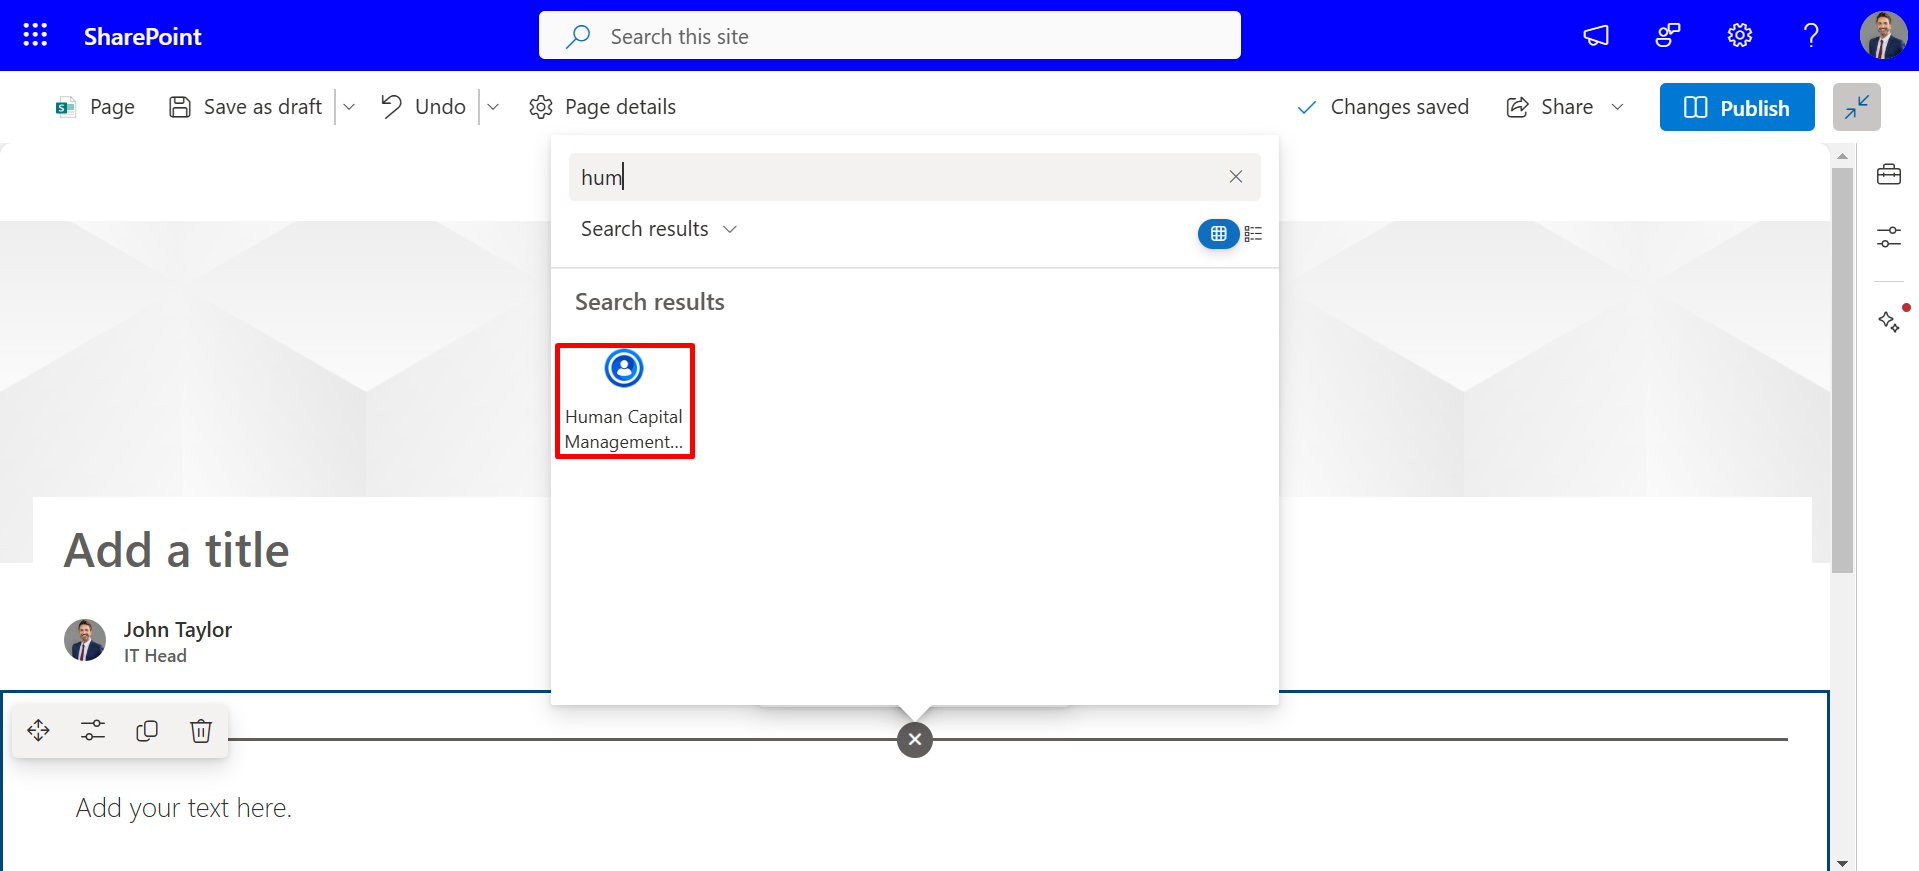 SharePoint
Search this site
Page
Save as draft
Undo
Page details
Changes saved
Share
Publish
hum
Search results
Search results
Human Capital
Management...
Add a title
John Taylor
IT Head
Add your text here.